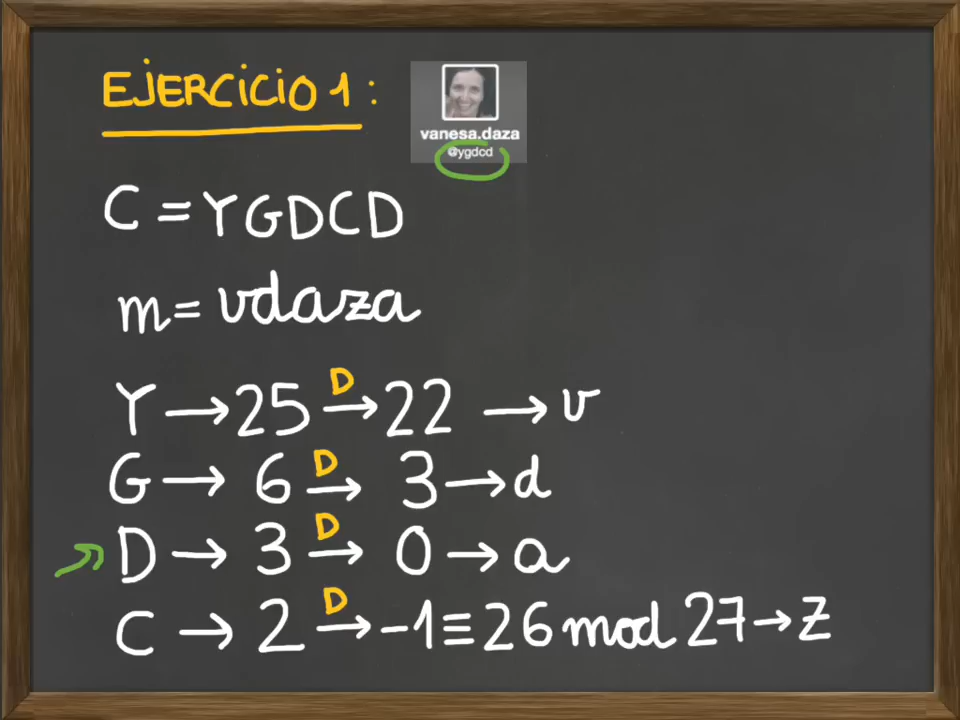 EJERCICIO 1:
vanesa.daza
@ygdcd
C = YGDCD
m = vdaza
Y → 25 D→ 22 → v
G → 6 D→ 3 → d
D → 3 D→ 0 → a
C → 2 D→ -1 ≡ 26 mod 27 → z